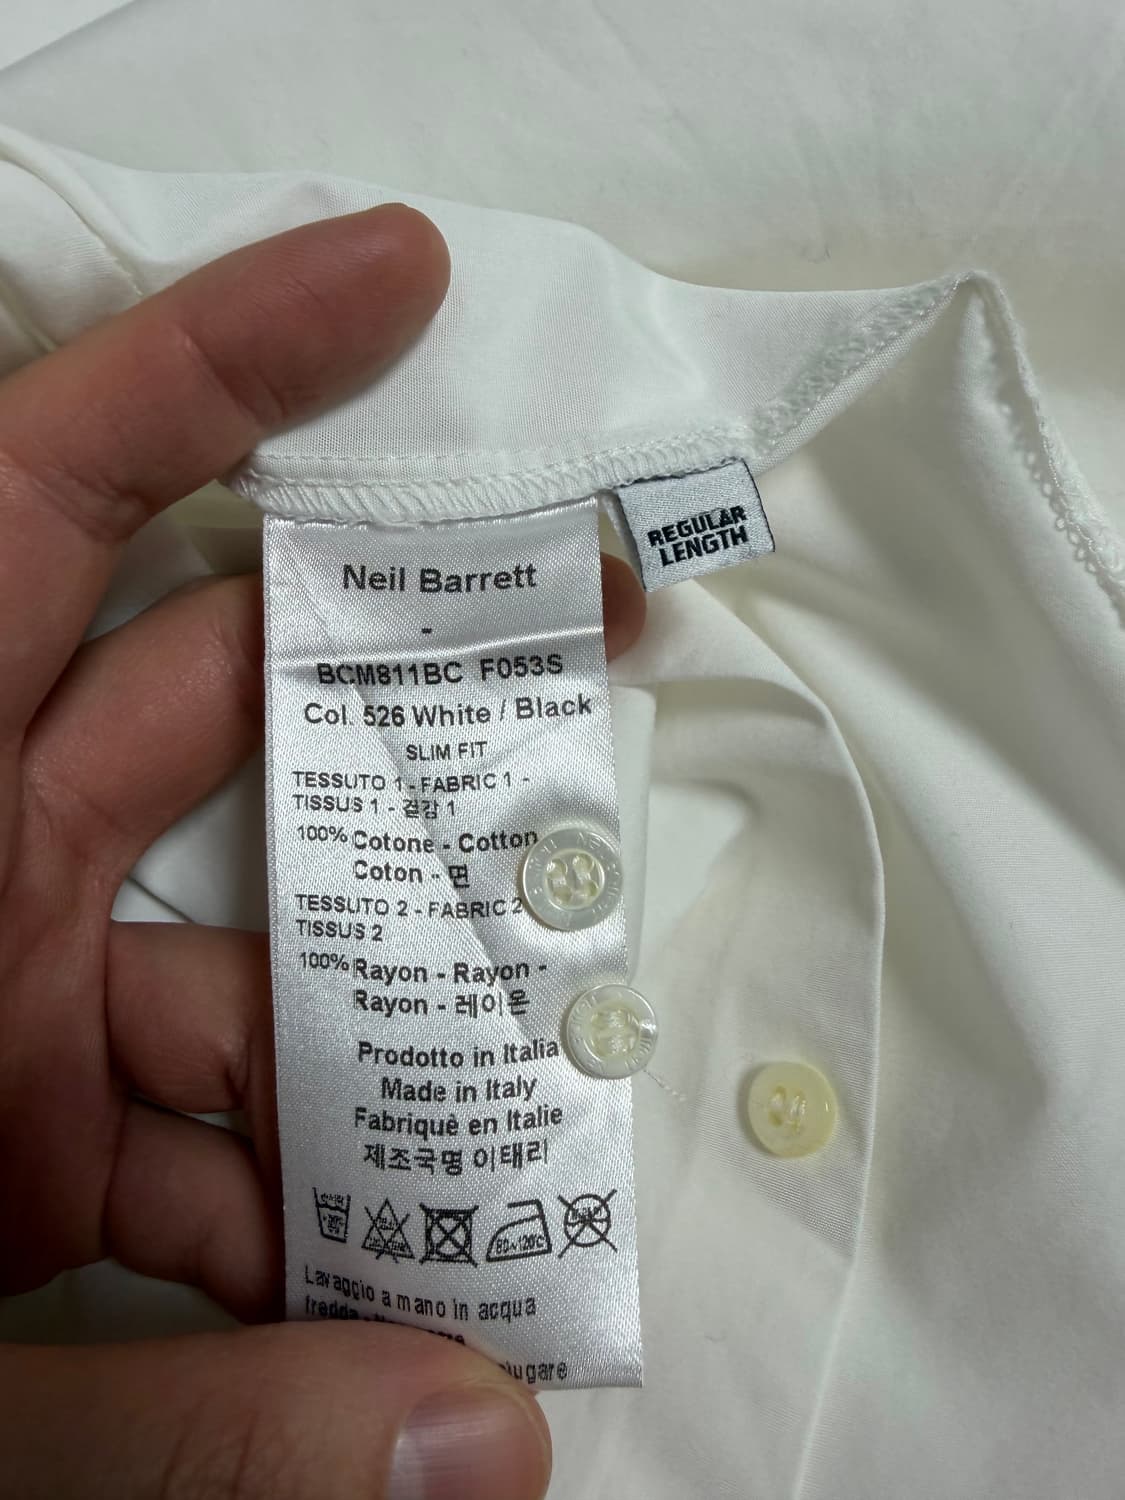 REGULAR
LENGTH
Neil Barrett
-
BCM811BC F053S
Col. 526 White / Black
SLIM FIT
TESSUTO 1 - FABRIC 1 -
TISSUS 1 - 겉감 1
100% Cotone - Cotton
Coton - 면
TESSUTO 2 - FABRIC 2
TISSUS 2
100% Rayon - Rayon -
Rayon - 레이온
Prodotto in Italia
Made in Italy
Fabriquè en Italie
제조국명 이태리
80~120°C
Lavaggio a mano in acqua
fredda -